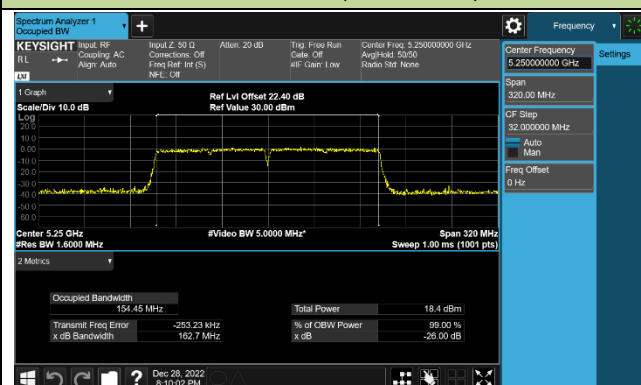 Spectrum Analyzer 1
Occupied BW
+
Frequency
KEYSIGHT
Input: RF
Coupling: AC
Align: Auto
Input Z: 50 Ω
Corrections: Off
Freq Ref: Int (S)
NFE: Off
Atten: 20 dB
Trig: Free Run
Gate: Off
#IF Gain: Low
Center Freq: 5.250000000 GHz
Avg|Hold: 50/50
Radio Std: None
RL
LXI
Center Frequency
5.250000000 GHz
Settings
Span
320.00 MHz
CF Step
32.000000 MHz
Auto
Man
Freq Offset
0 Hz
1 Graph
Scale/Div 10.0 dB
Ref Lvl Offset 22.40 dB
Ref Value 30.00 dBm
Log
20.0
10.0
0.00
-10.0
-20.0
-30.0
-40.0
-50.0
-60.0
Center 5.25 GHz
#Res BW 1.6000 MHz
#Video BW 5.0000 MHz*
Span 320 MHz
Sweep 1.00 ms (1001 pts)
2 Metrics
Occupied Bandwidth
154.45 MHz
Total Power 18.4 dBm
Transmit Freq Error -253.23 kHz
% of OBW Power 99.00 %
x dB Bandwidth 162.7 MHz
x dB -26.00 dB
?
Dec 28, 2022
8:10:02 PM